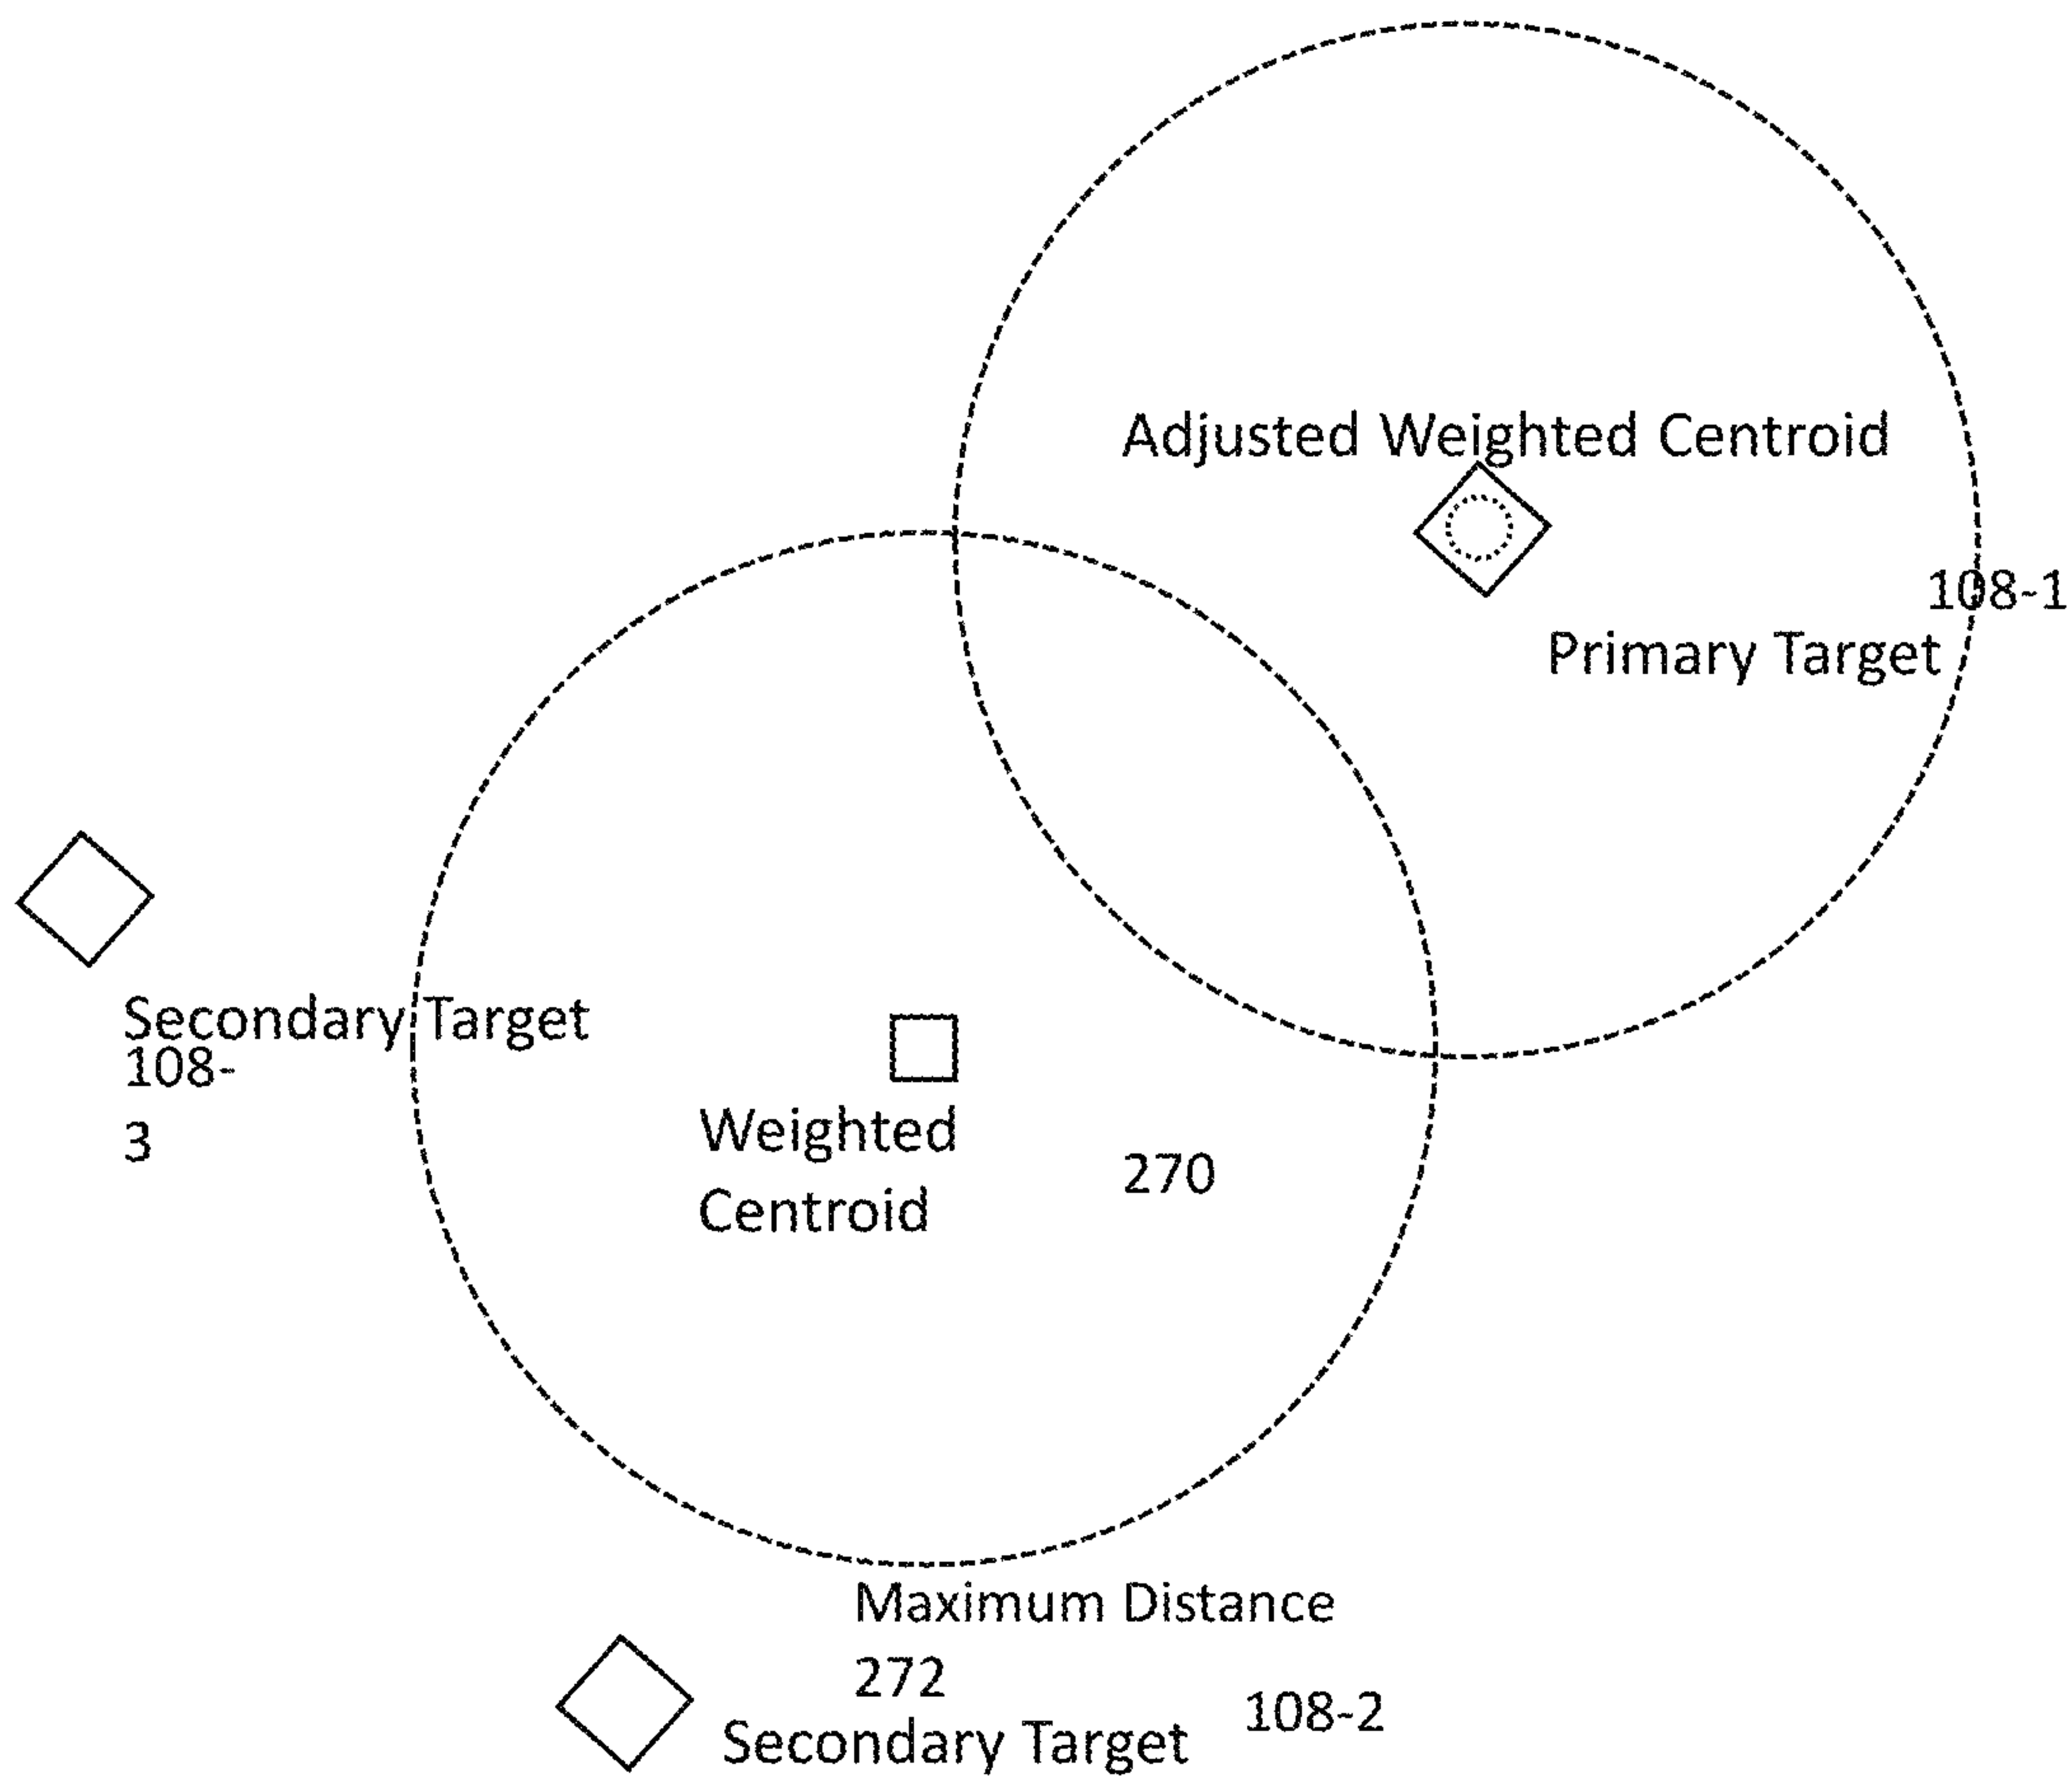 Adjusted Weighted Centroid
108-1
Primary Target
Secondary Target
108-
3
Weighted
Centroid
270
Maximum Distance
272
Secondary Target
108-2